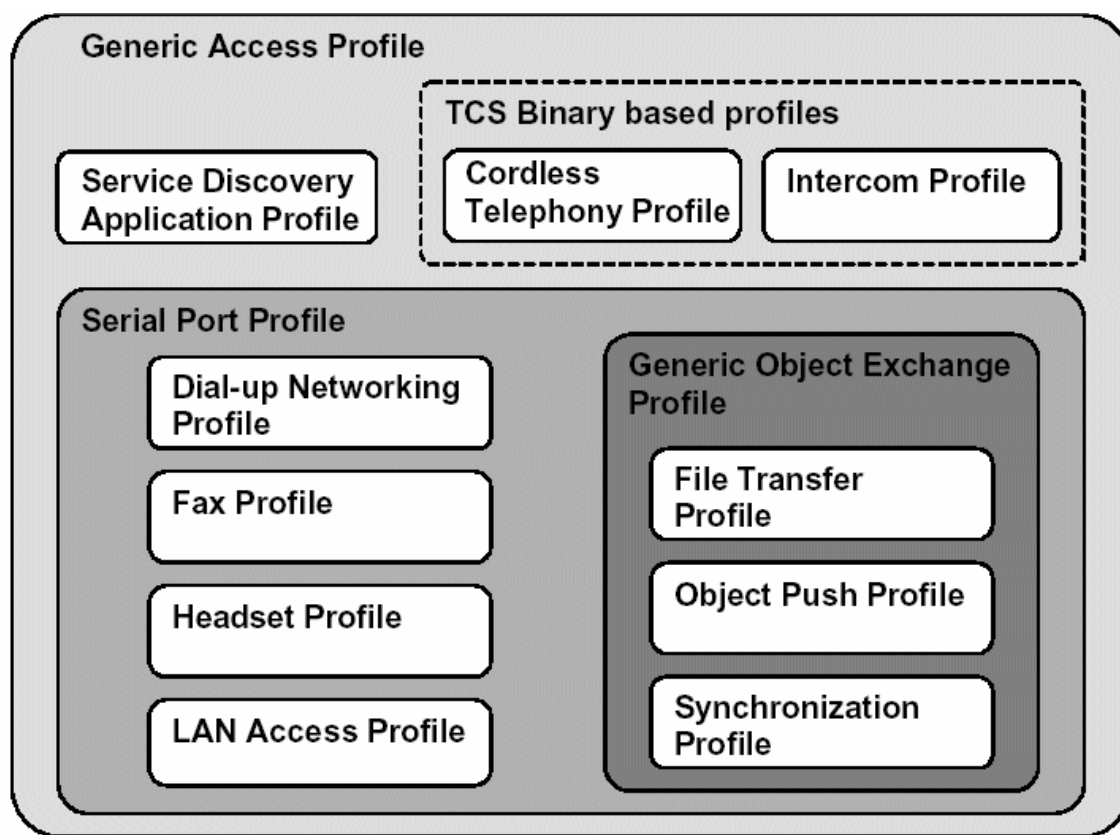 Generic Access Profile
TCS Binary based profiles
Service Discovery
Application Profile
Cordless
Telephony Profile
Intercom Profile
Serial Port Profile
Dial-up Networking
Profile
Fax Profile
Headset Profile
LAN Access Profile
Generic Object Exchange
Profile
File Transfer
Profile
Object Push Profile
Synchronization
Profile